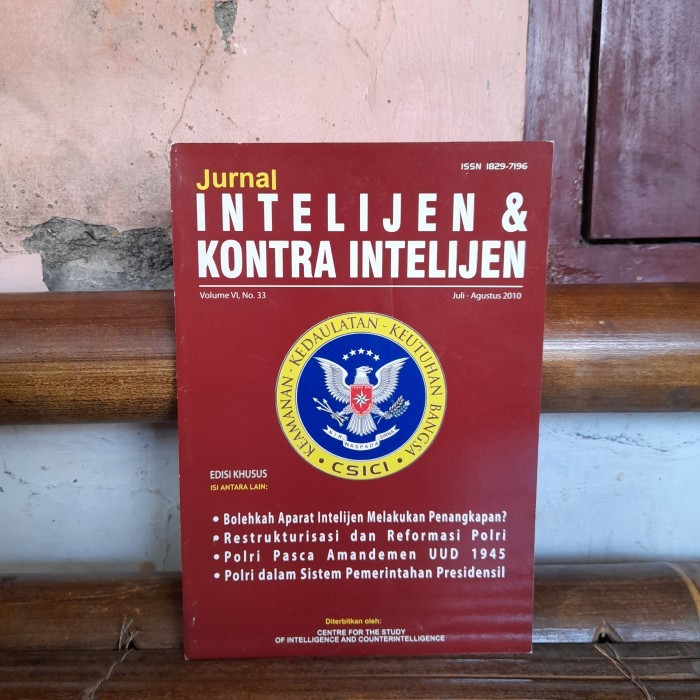 ISSN 1829-7196
Jurnal
INTELIJEN &
KONTRA INTELIJEN
Volume VI, No. 33
Juli - Agustus 2010
KEAMANAN - KEDAULATAN - KEUTUHAN BANGSA
WASPADA
• CSICI •
EDISI KHUSUS
ISI ANTARA LAIN:
• Bolehkah Aparat Intelijen Melakukan Penangkapan?
• Restrukturisasi dan Reformasi Polri
• Polri Pasca Amandemen UUD 1945
• Polri dalam Sistem Pemerintahan Presidensil
Diterbitkan oleh:
CENTRE FOR THE STUDY
OF INTELLIGENCE AND COUNTERINTELLIGENCE